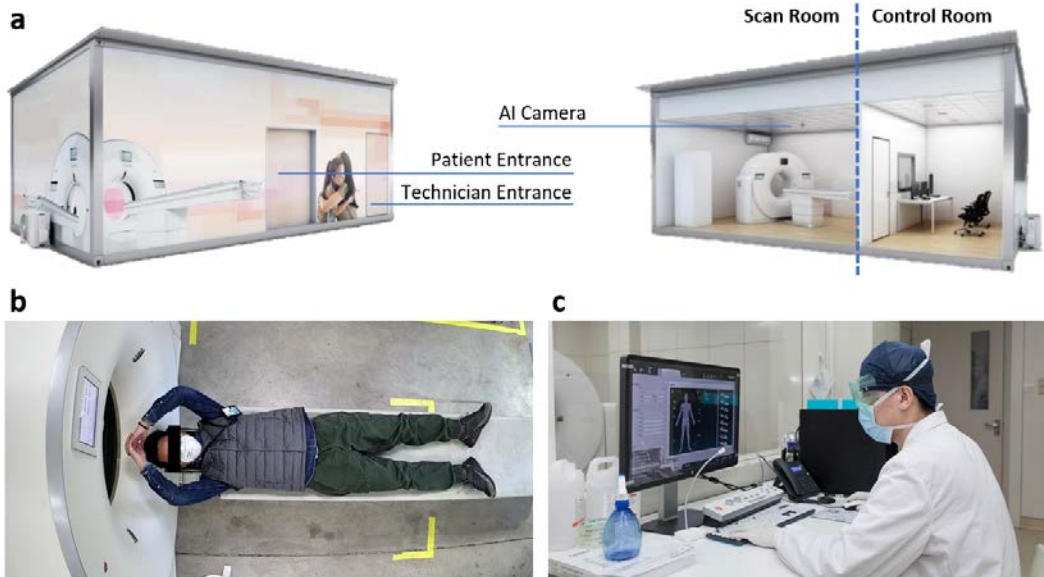 a
Scan Room
Control Room
AI Camera
Patient Entrance
Technician Entrance
b
c